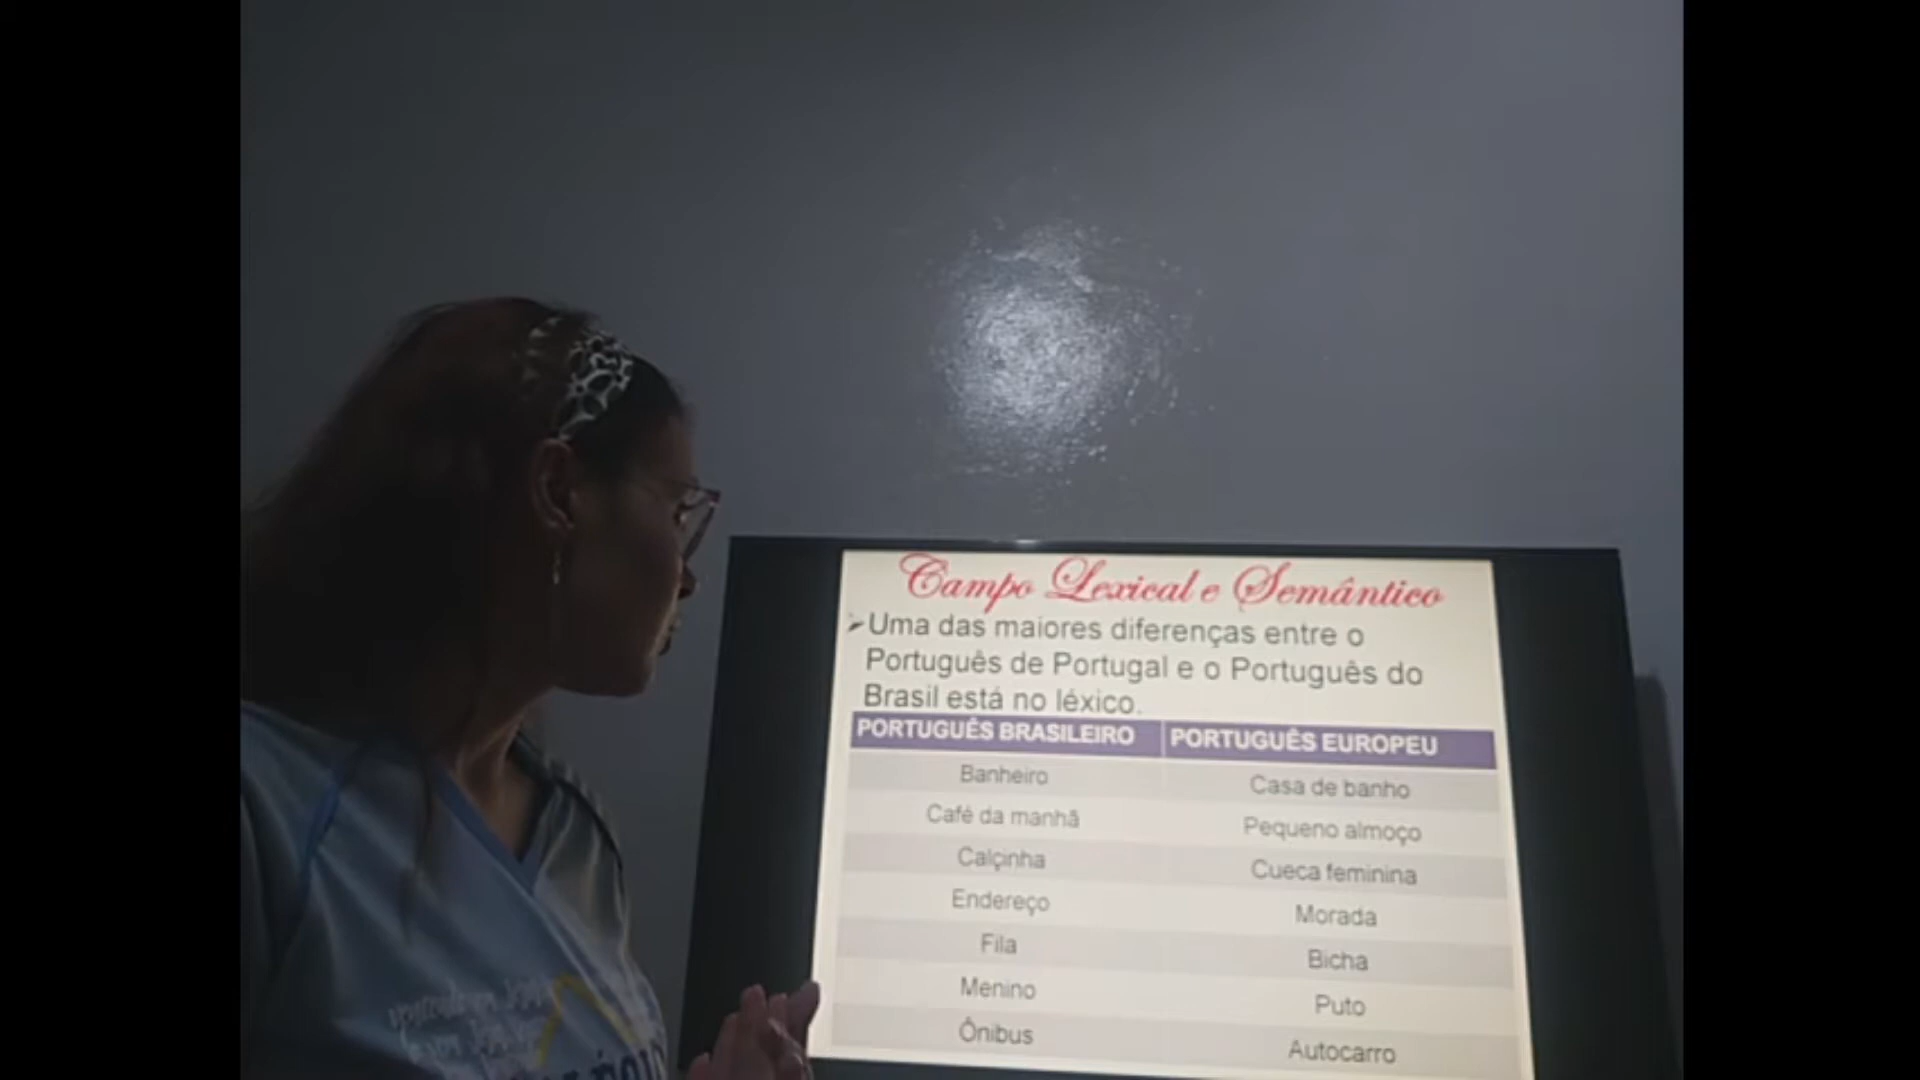 Campo Lexical e Semântico
➢Uma das maiores diferenças entre o
Português de Portugal e o Português do
Brasil está no léxico.
PORTUGUÊS BRASILEIRO PORTUGUÊS EUROPEU
Banheiro Casa de banho
Café da manhã Pequeno almoço
Calçinha Cueca feminina
Endereço Morada
Fila Bicha
Menino Puto
Ônibus Autocarro